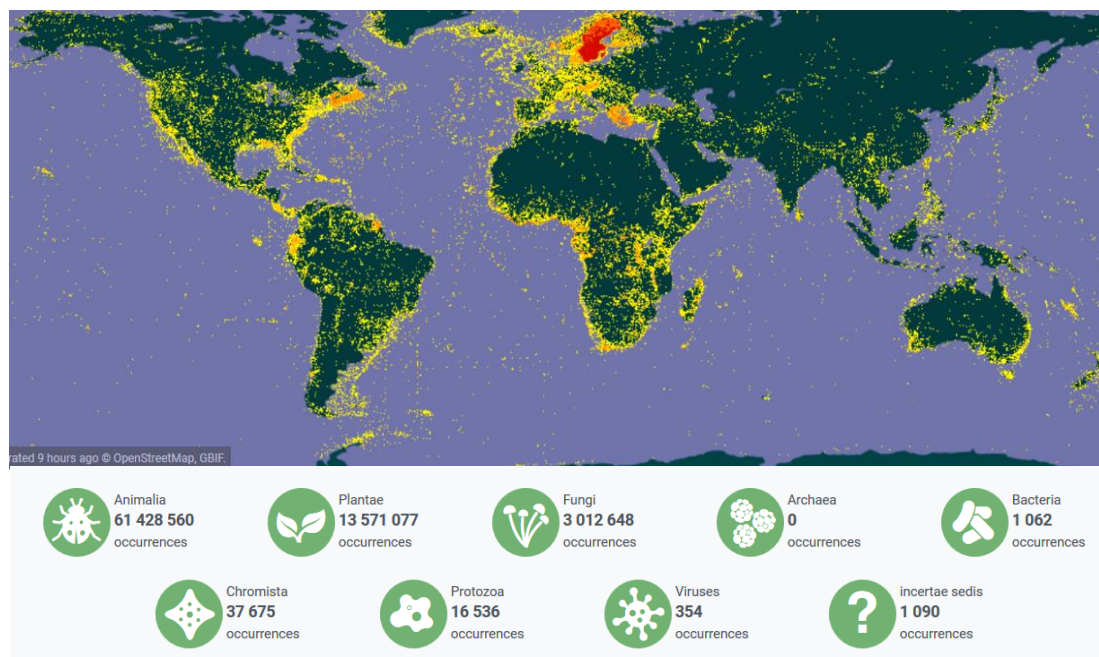 rated 9 hours ago © OpenStreetMap, GBIF.
Animalia
61 428 560
occurrences
Plantae
13 571 077
occurrences
Fungi
3 012 648
occurrences
Archaea
0
occurrences
Bacteria
1 062
occurrences
Chromista
37 675
occurrences
Protozoa
16 536
occurrences
Viruses
354
occurrences
?
incertae sedis
1 090
occurrences